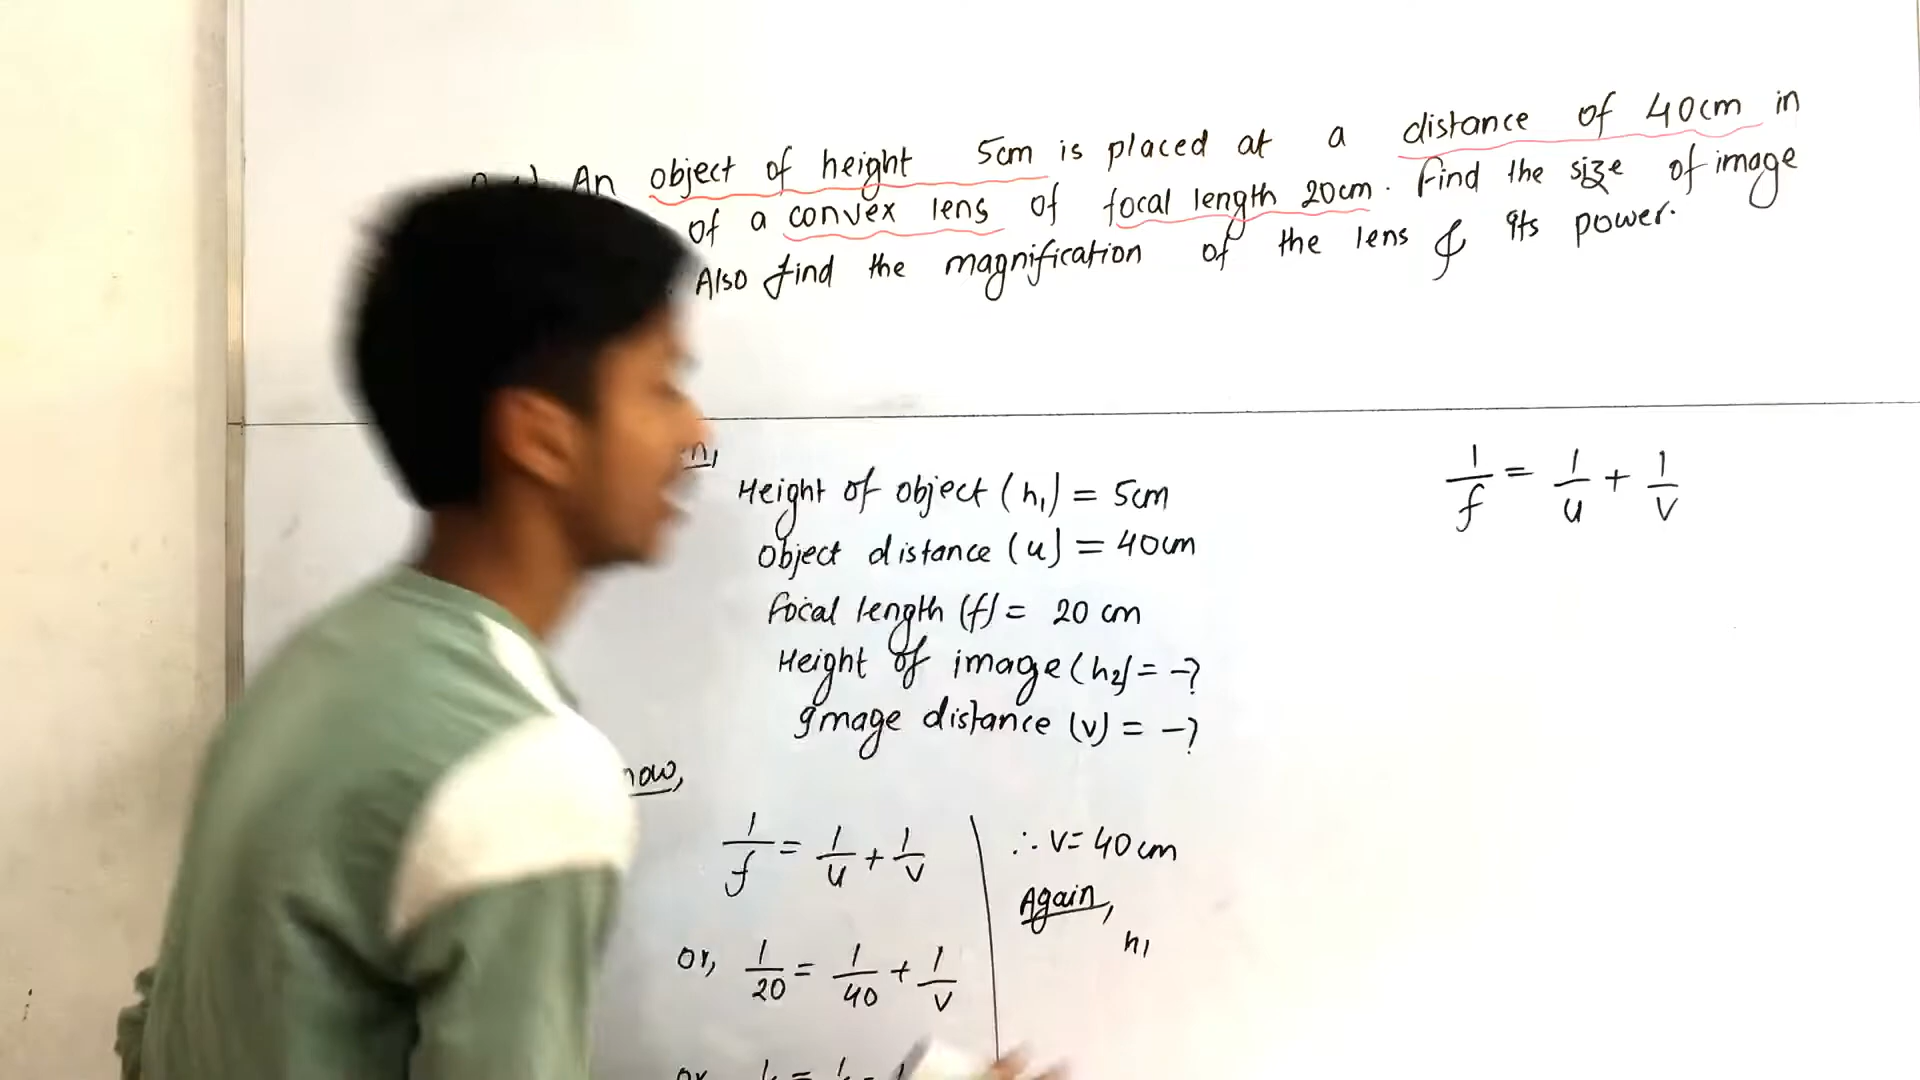 An object of height 5cm is placed at a distance of 40cm in
of a convex lens of focal length 20cm. Find the size of image
Also find the magnification of the lens & its power.
n,
Height of object (h1) = 5cm
Object distance (u) = 40cm
Focal length (f) = 20 cm
Height of image (h2) = -?
Image distance (v) = -?
now,
1/f = 1/u + 1/v
or, 1/20 = 1/40 + 1/v
or
∴ v = 40 cm
Again,
h1
1/f = 1/u + 1/v